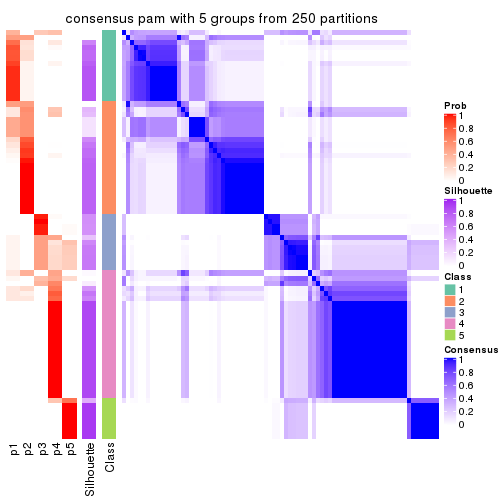 consensus pam with 5 groups from 250 partitions
Prob
1
0.8
0.6
0.4
0.2
0
Silhouette
1
0.8
0.6
0.4
0.2
0
Class
1
2
3
4
5
Consensus
1
0.8
0.6
0.4
0.2
0
p1
p2
p3
p4
p5
Silhouette
Class